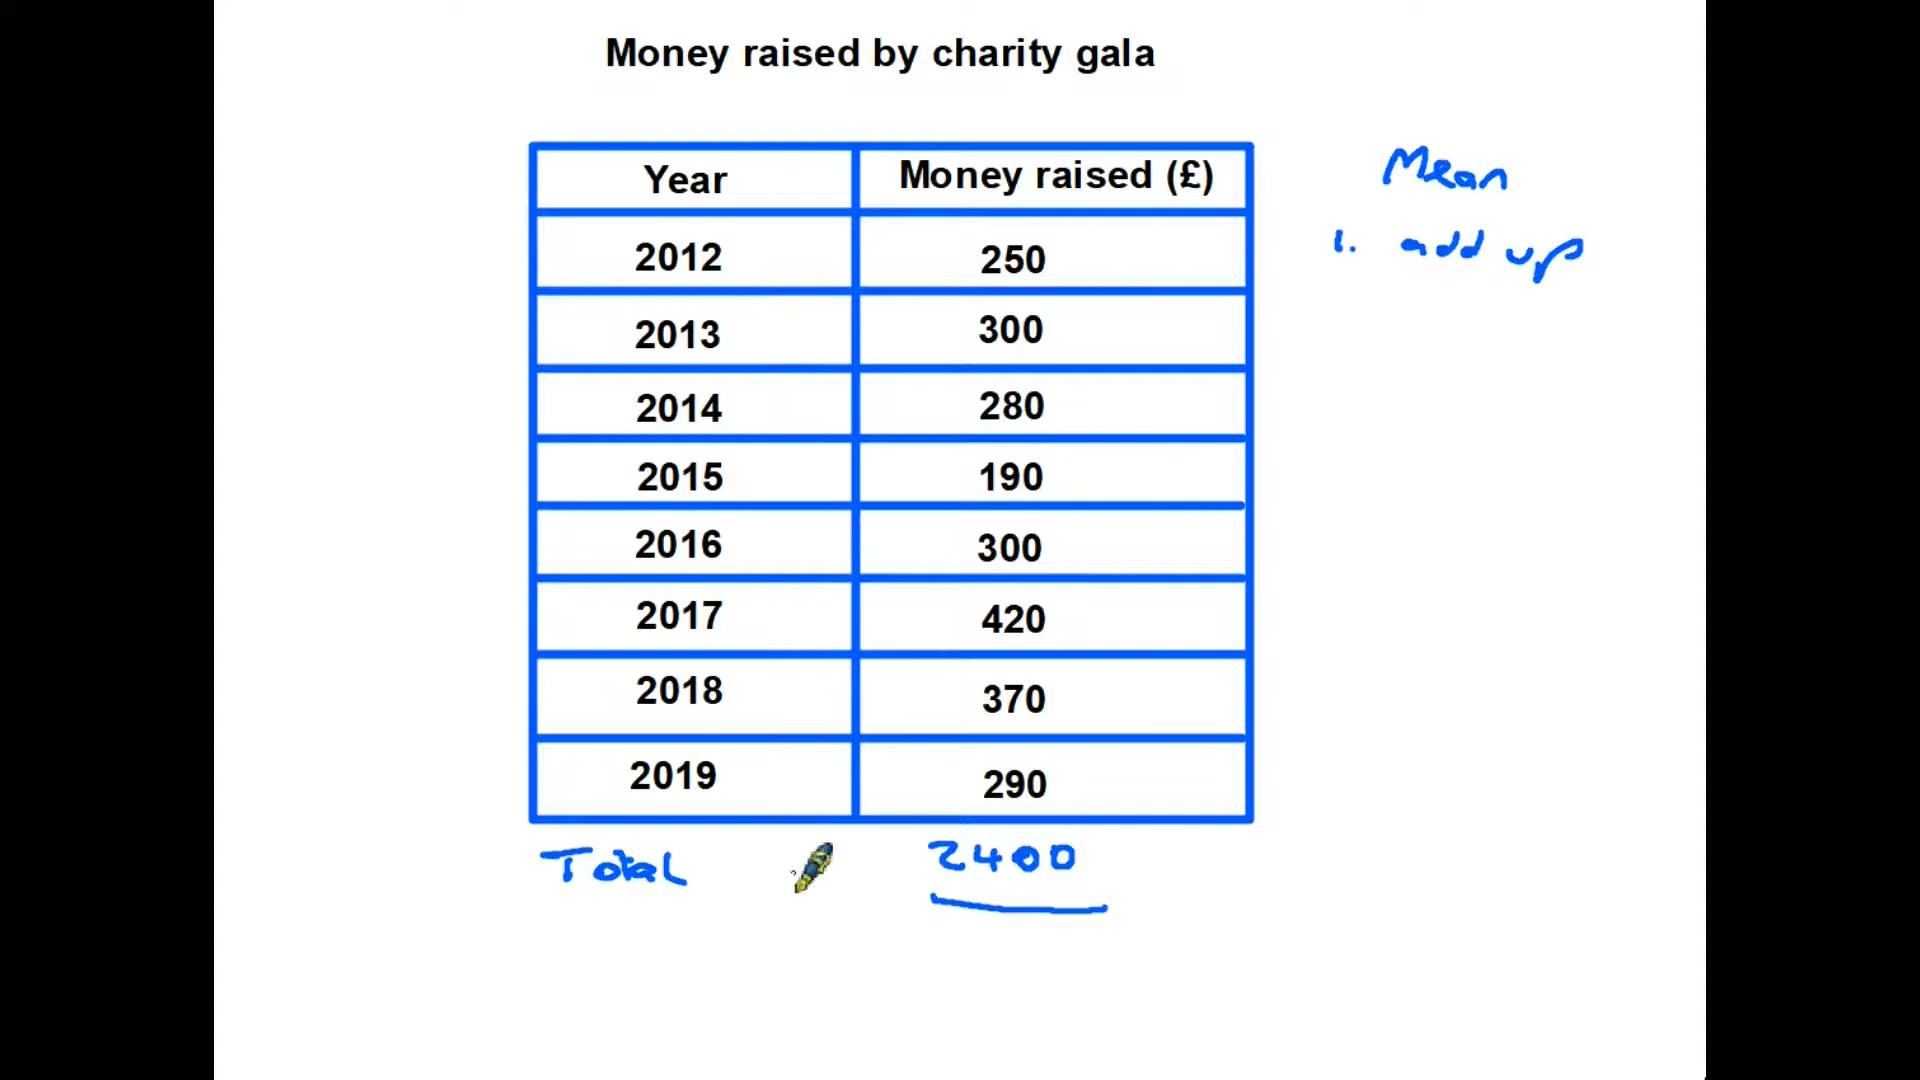 Money raised by charity gala
Year Money raised (£)
2012 250
2013 300
2014 280
2015 190
2016 300
2017 420
2018 370
2019 290
Total 2400
Mean
1. add up